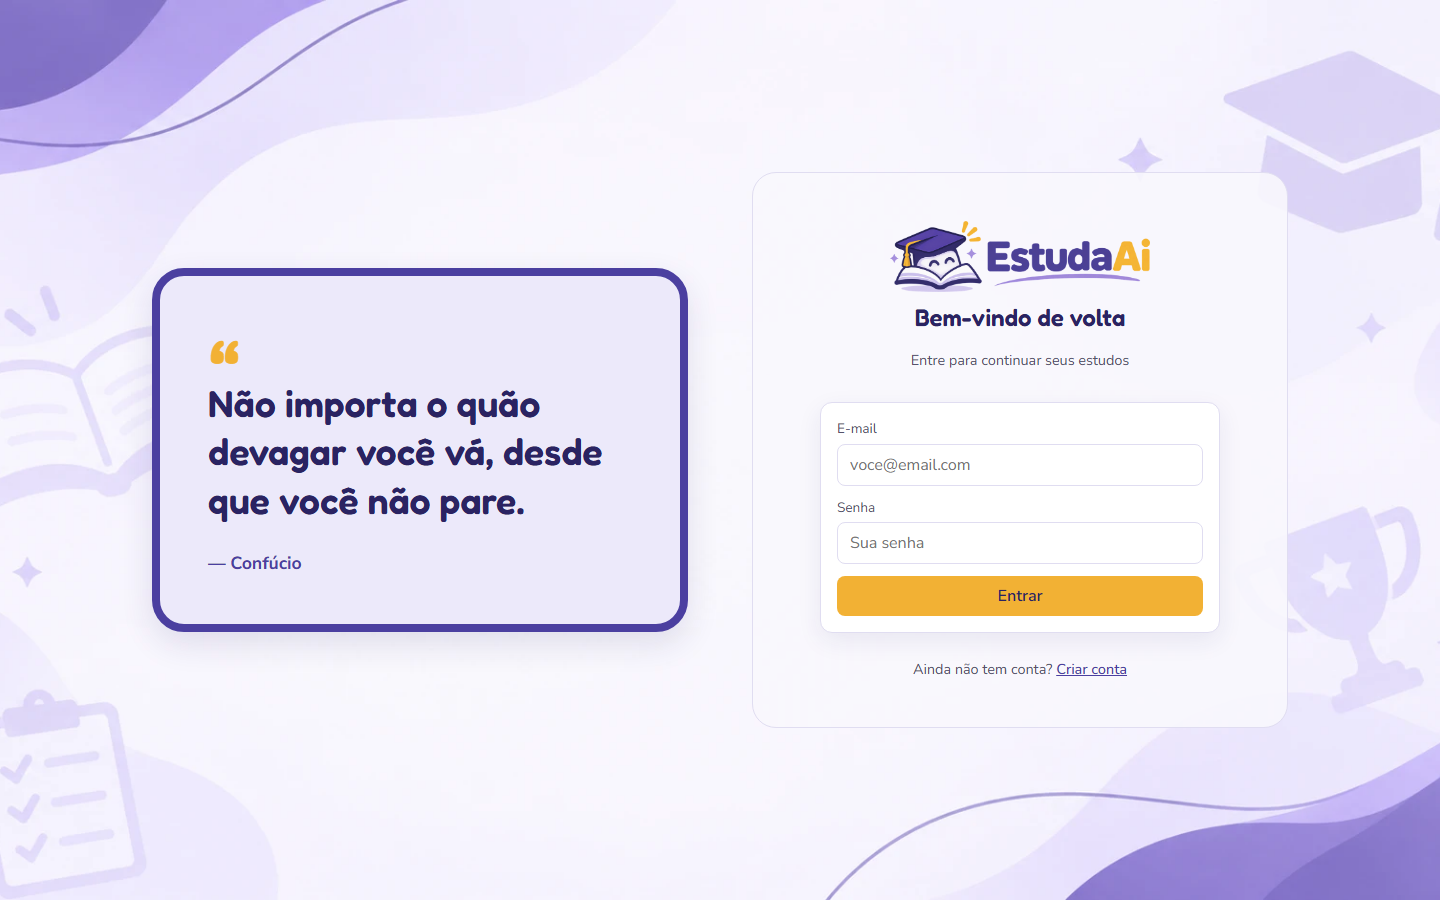 “
Não importa o quão
devagar você vá, desde
que você não pare.
— Confúcio
EstudaAi
Bem-vindo de volta
Entre para continuar seus estudos
E-mail
voce@email.com
Senha
Sua senha
Entrar
Ainda não tem conta? Criar conta